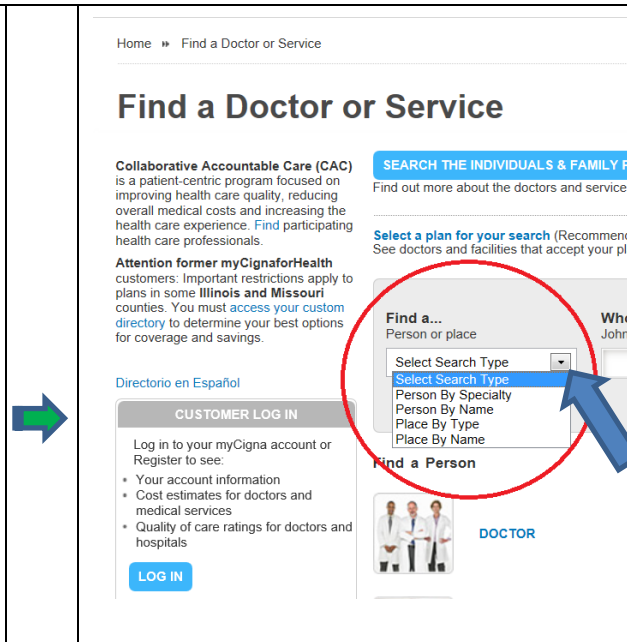 Home » Find a Doctor or Service
Find a Doctor or Service
Collaborative Accountable Care (CAC)
is a patient-centric program focused on
improving health care quality, reducing
overall medical costs and increasing the
health care experience. Find participating
health care professionals.
Attention former myCignaforHealth
customers: Important restrictions apply to
plans in some Illinois and Missouri
counties. You must access your custom
directory to determine your best options
for coverage and savings.
Directorio en Español
CUSTOMER LOG IN
Log in to your myCigna account or
Register to see:
• Your account information
• Cost estimates for doctors and
medical services
• Quality of care ratings for doctors and
hospitals
LOG IN
SEARCH THE INDIVIDUALS & FAMILY
Find out more about the doctors and service
Select a plan for your search (Recommen
See doctors and facilities that accept your pl
Find a...
Person or place
Select Search Type
Select Search Type
Person By Specialty
Person By Name
Place By Type
Place By Name
Who
John
Find a Person
DOCTOR